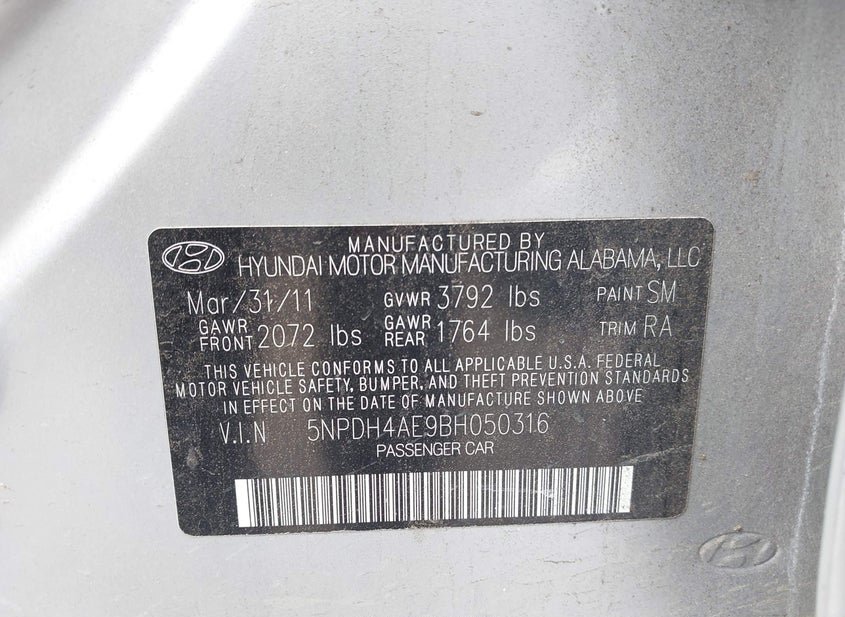 MANUFACTURED BY
HYUNDAI MOTOR MANUFACTURING ALABAMA, LLC
Mar/31/11 GVWR 3792 lbs PAINT SM
GAWR FRONT 2072 lbs GAWR REAR 1764 lbs TRIM RA
THIS VEHICLE CONFORMS TO ALL APPLICABLE U.S.A. FEDERAL
MOTOR VEHICLE SAFETY, BUMPER, AND THEFT PREVENTION STANDARDS
IN EFFECT ON THE DATE OF MANUFACTURE SHOWN ABOVE
V.I.N 5NPDH4AE9BH050316
PASSENGER CAR